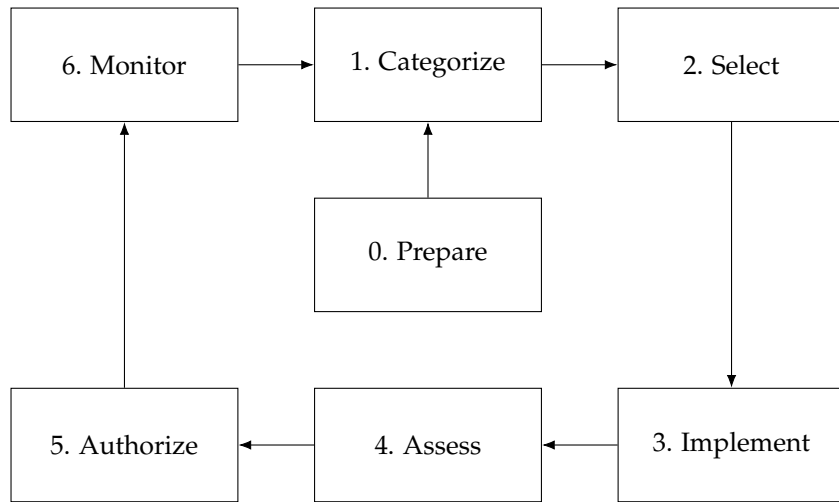 6. Monitor
1. Categorize
2. Select
0. Prepare
5. Authorize
4. Assess
3. Implement